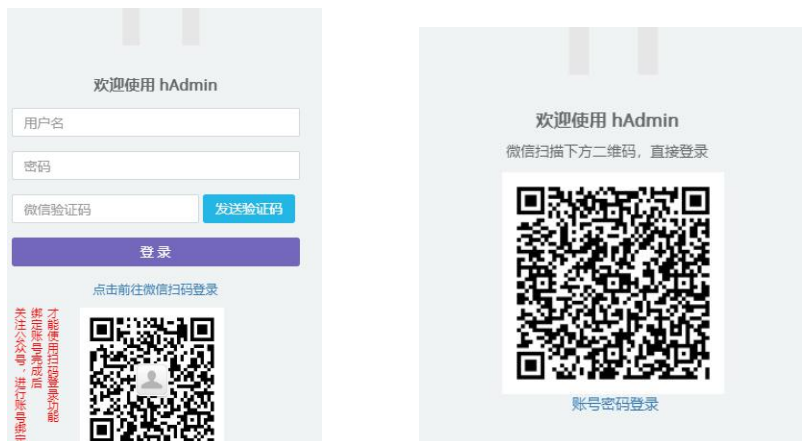 欢迎使用 hAdmin
用户名
密码
微信验证码
发送验证码
登 录
点击前往微信扫码登录
关注公众号，进行账号绑定
绑定账号完成后
才能使用扫码登录功能
欢迎使用 hAdmin
微信扫描下方二维码，直接登录
账号密码登录